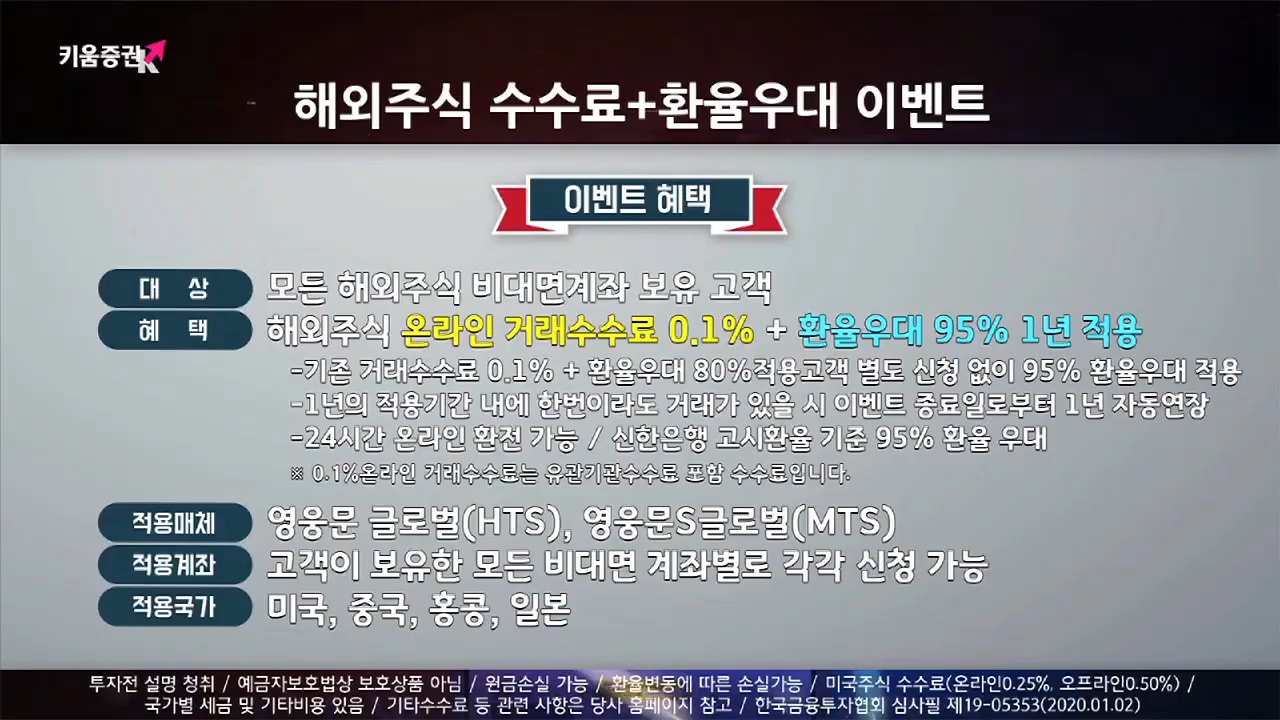 키움증권
해외주식 수수료+환율우대 이벤트
이벤트 혜택
대 상 모든 해외주식 비대면계좌 보유 고객
혜 택 해외주식 온라인 거래수수료 0.1% + 환율우대 95% 1년 적용
-기존 거래수수료 0.1% + 환율우대 80%적용고객 별도 신청 없이 95% 환율우대 적용
-1년의 적용기간 내에 한번이라도 거래가 있을 시 이벤트 종료일로부터 1년 자동연장
-24시간 온라인 환전 가능 / 신한은행 고시환율 기준 95% 환율 우대
※ 0.1%온라인 거래수수료는 유관기관수수료 포함 수수료입니다.
적용매체 영웅문 글로벌(HTS), 영웅문S글로벌(MTS)
적용계좌 고객이 보유한 모든 비대면 계좌별로 각각 신청 가능
적용국가 미국, 중국, 홍콩, 일본
투자전 설명 청취 / 예금자보호법상 보호상품 아님 / 원금손실 가능 / 환율변동에 따른 손실가능 / 미국주식 수수료(온라인0.25%, 오프라인0.50%) /
국가별 세금 및 기타비용 있음 / 기타수수료 등 관련 사항은 당사 홈페이지 참고 / 한국금융투자협회 심사필 제19-05353(2020.01.02)